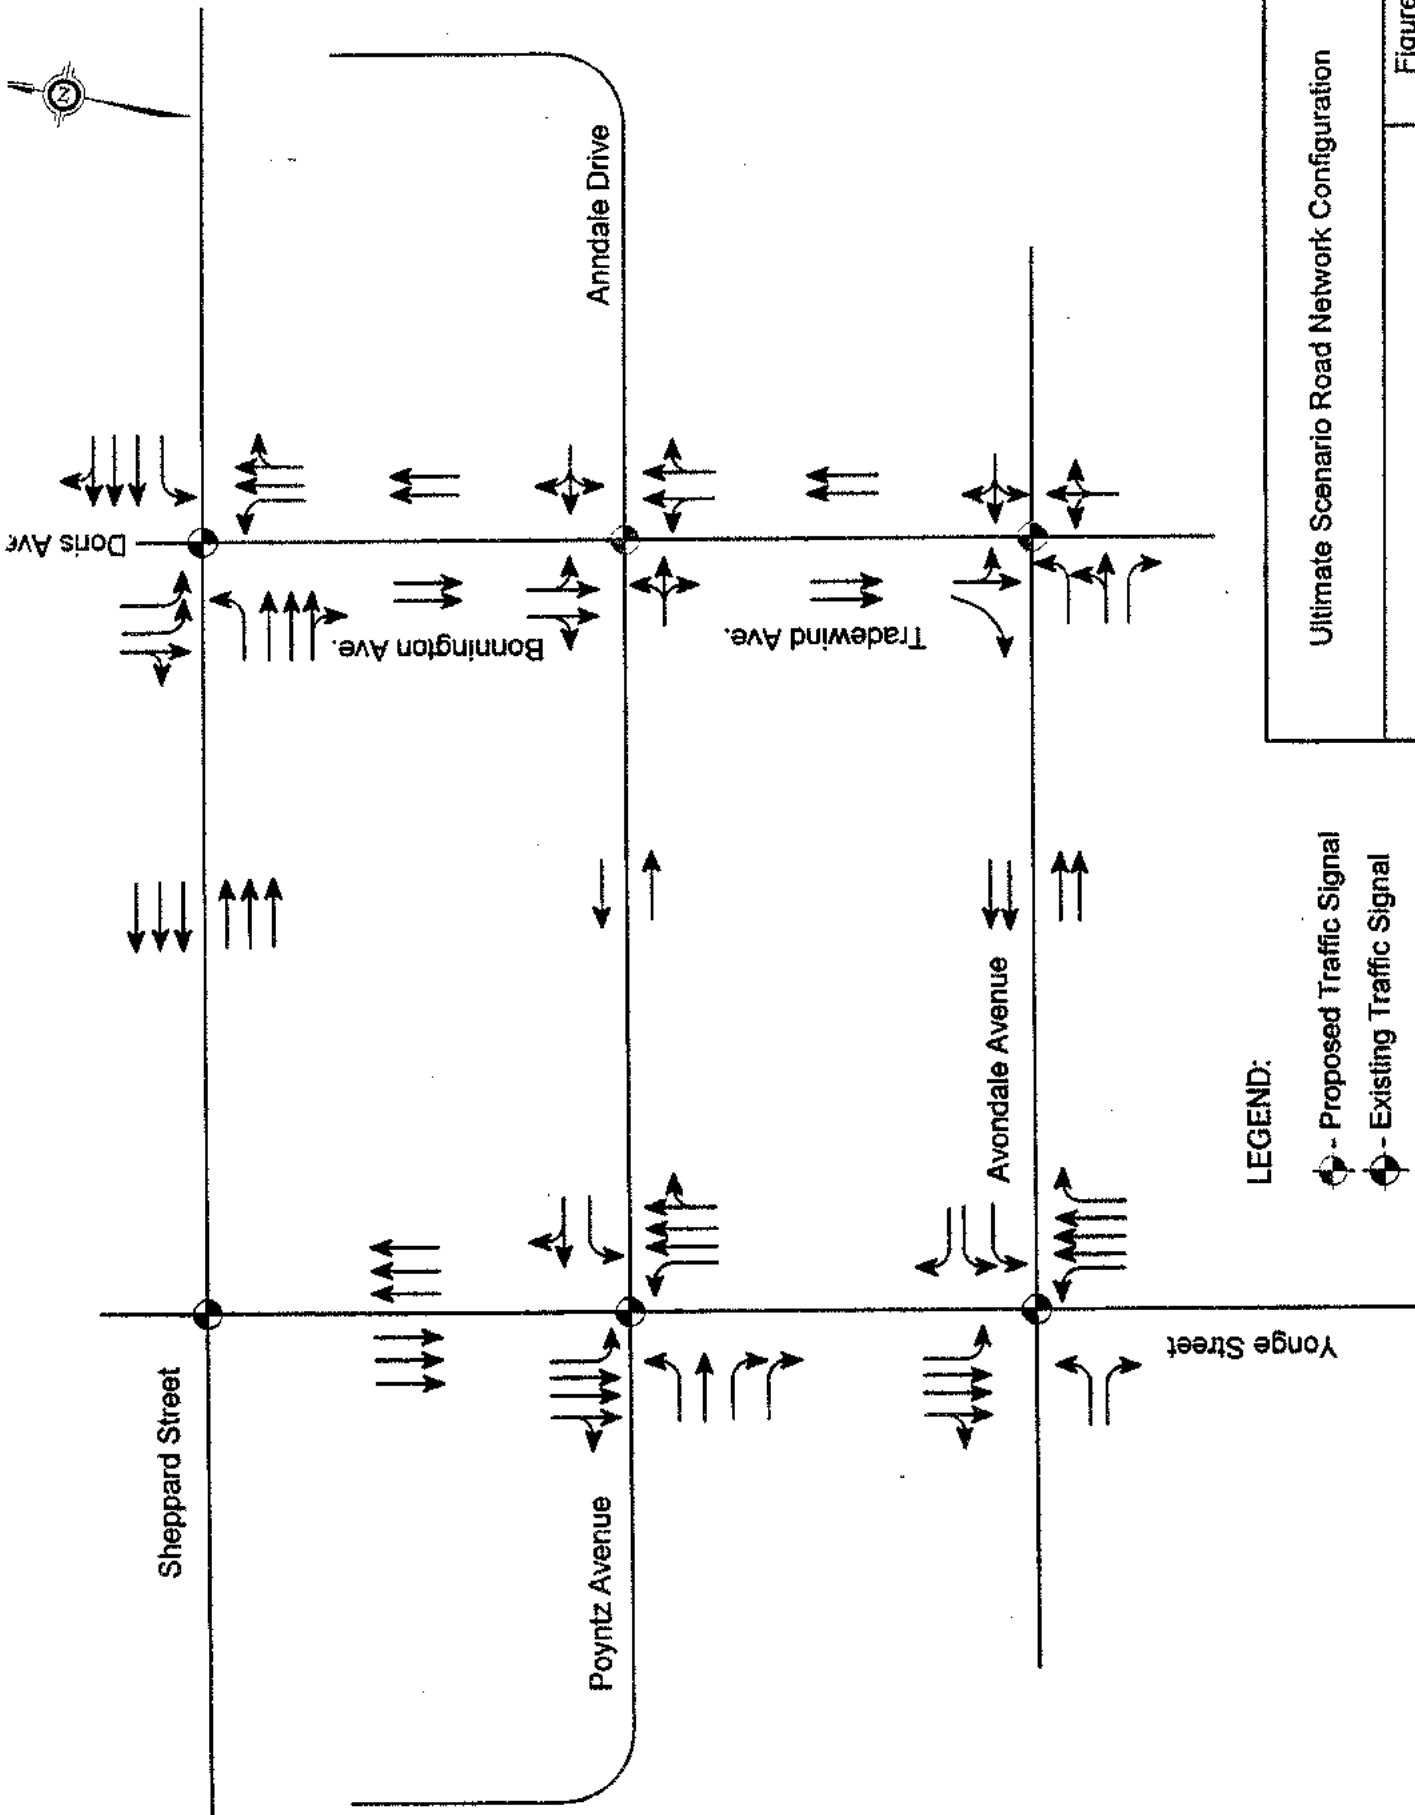 N
Doris Ave
Sheppard Street
Bonnington Ave.
Anndale Drive
Poyntz Avenue
Tradewind Ave.
Avondale Avenue
Yonge Street
LEGEND:
- Proposed Traffic Signal
- Existing Traffic Signal
Ultimate Scenario Road Network Configuration
Figure